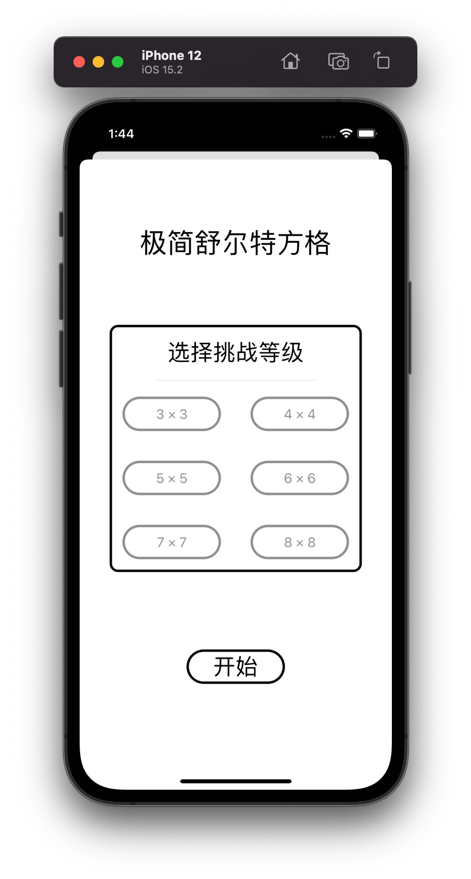 iPhone 12
iOS 15.2
1:44
极简舒尔特方格
选择挑战等级
3 × 3
4 × 4
5 × 5
6 × 6
7 × 7
8 × 8
开始